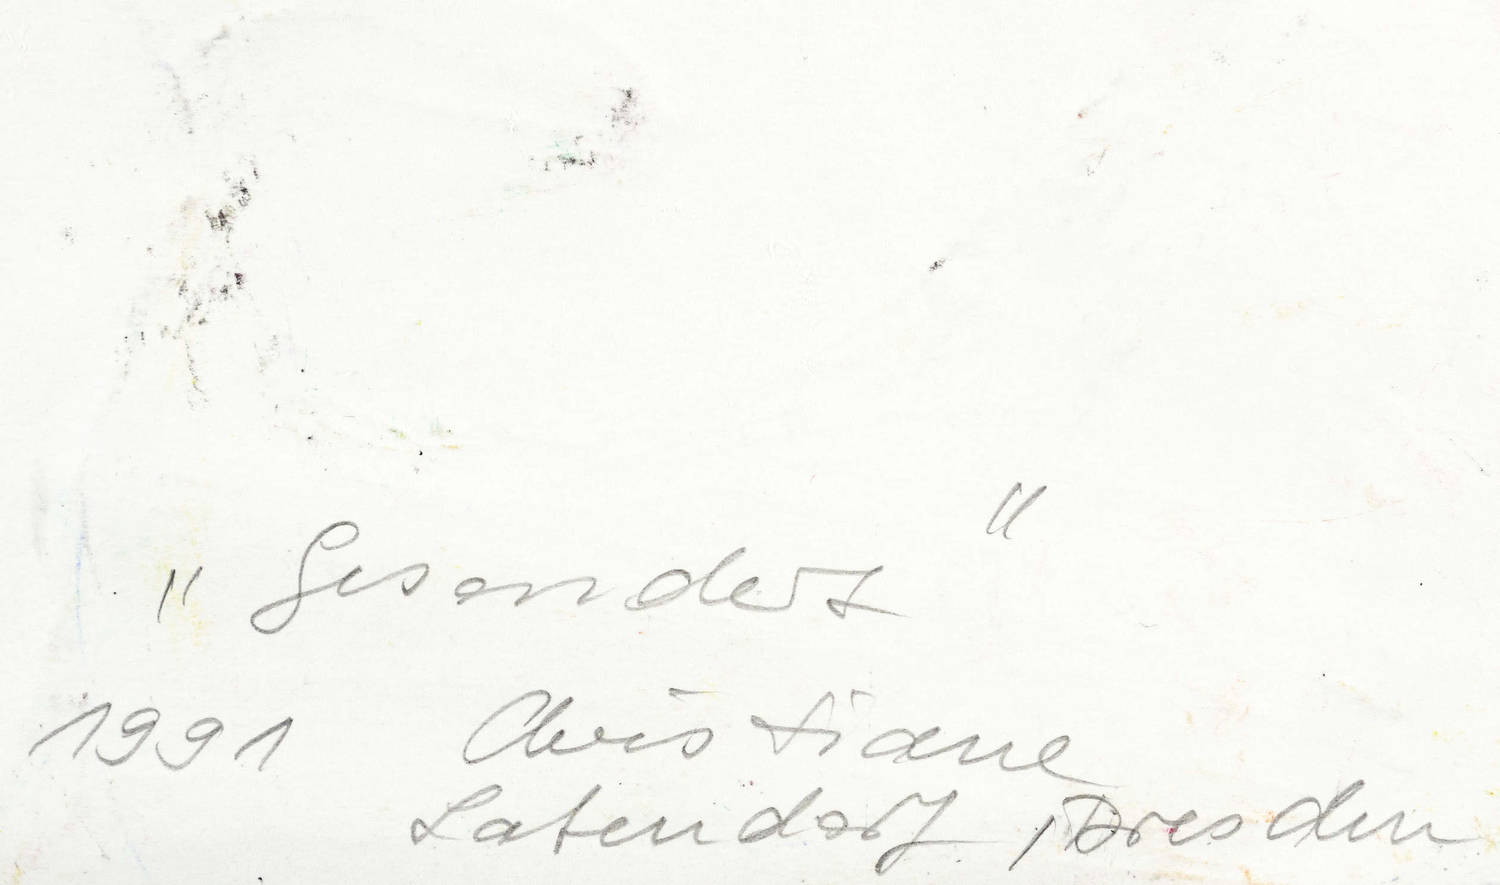 „Gesondert"
1991 Christiane
Latendorf, Dresden